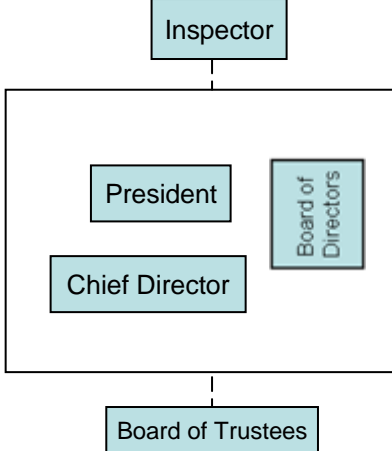 Inspector
President
Board of
Directors
Chief Director
Board of Trustees